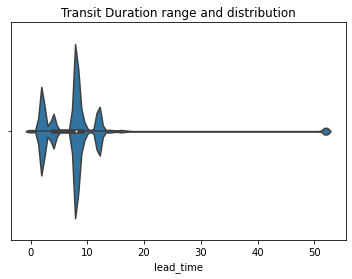 Transit Duration range and distribution
0 10 20 30 40 50
lead_time